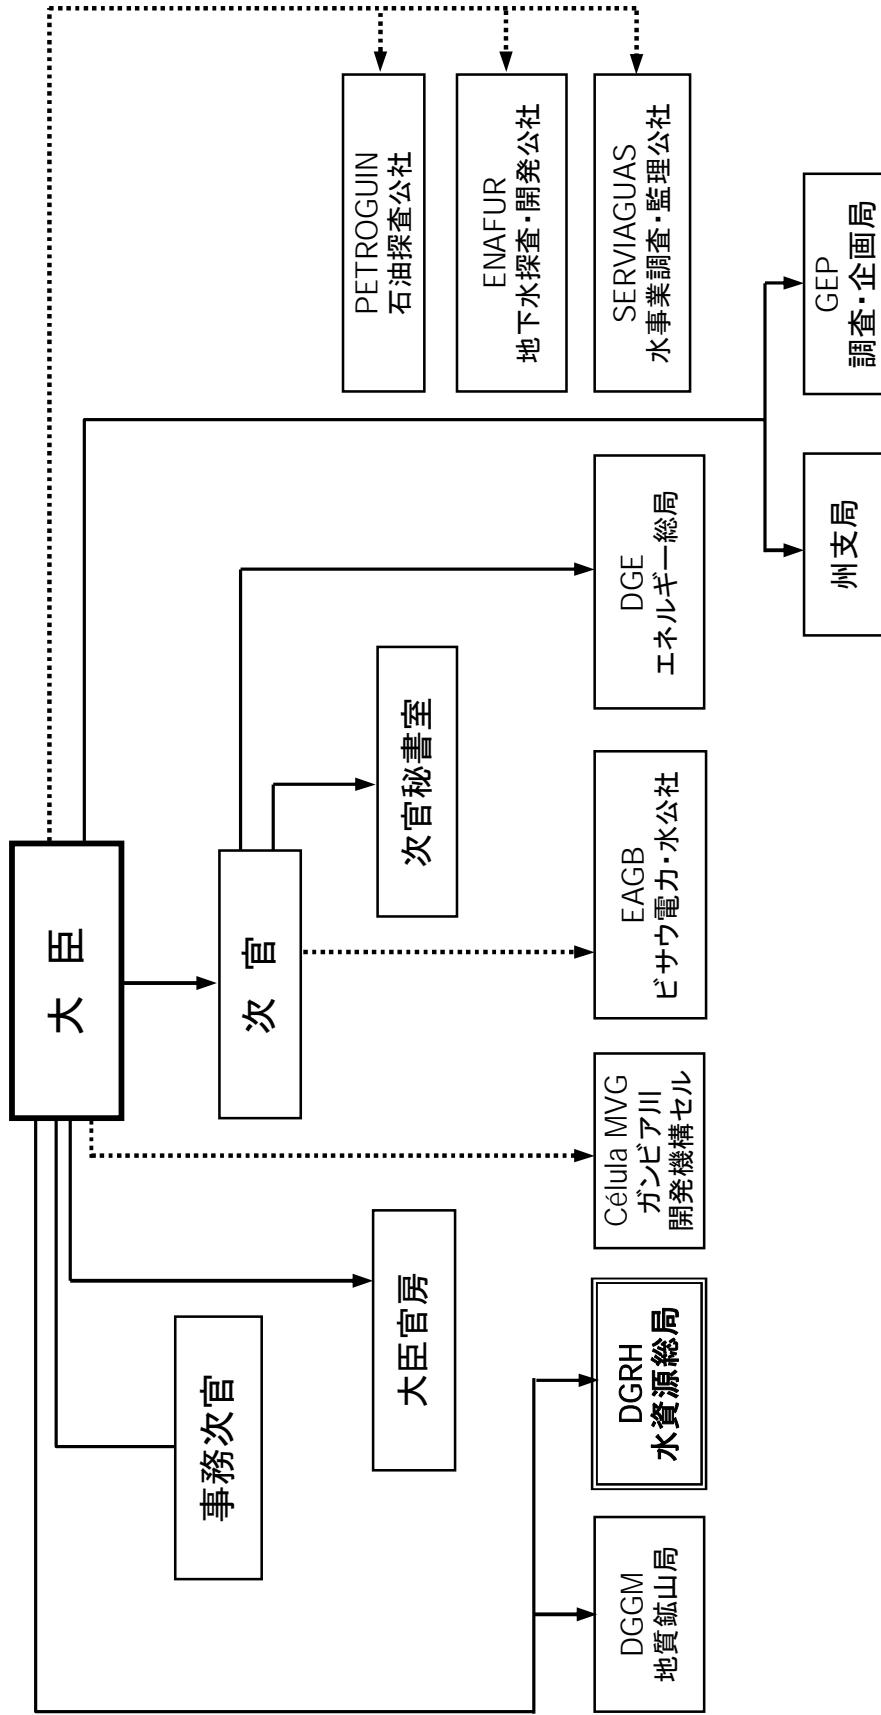 大 臣
次 官
事務次官
大臣官房
次官秘書室
DGGM
地質鉱山局
DGRH
水資源総局
Célula MVG
ガンビア川
開発機構セル
EAGB
ビサウ電力・水公社
DGE
エネルギー総局
PETROGUIN
石油探査公社
ENAFUR
地下水探査・開発公社
SERVIAGUAS
水事業調査・監理公社
州支局
GEP
調査・企画局